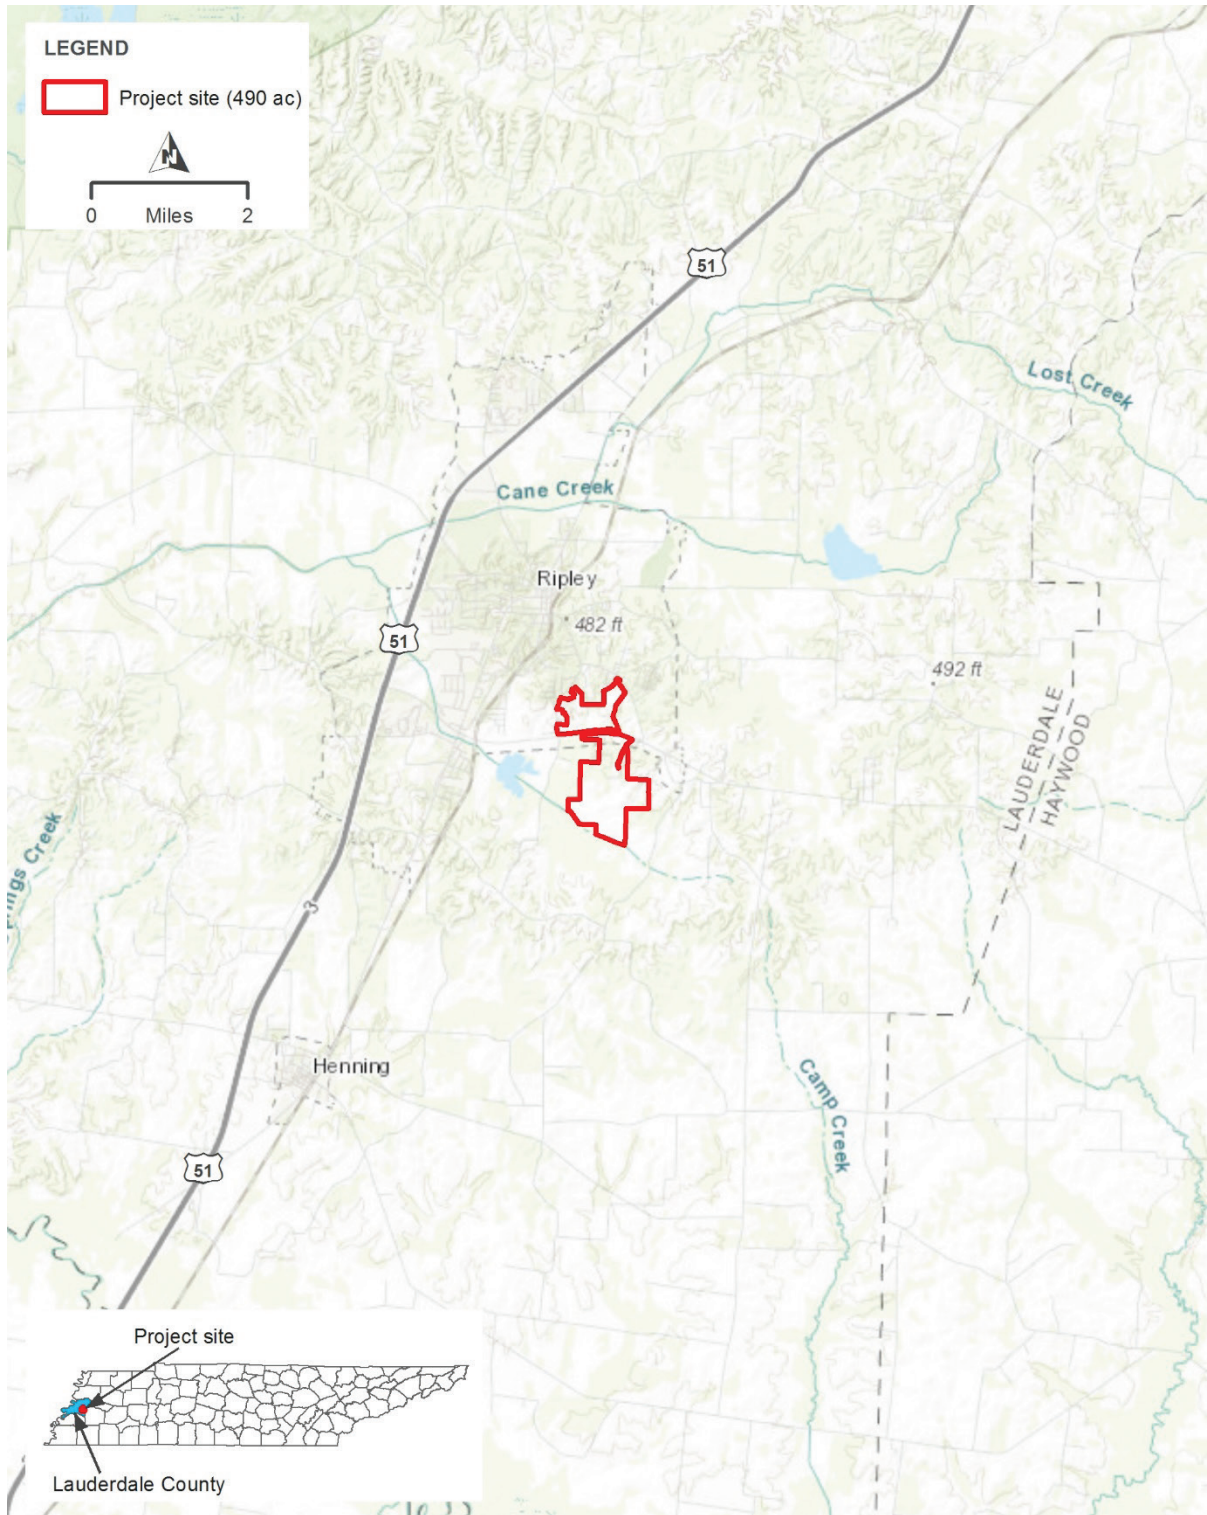 LEGEND
Project site (490 ac)
N
0 Miles 2
51
Lost Creek
Cane Creek
Ripley
482 ft
51
492 ft
LAUDERDALE
HAYWOOD
ings Creek
3
Henning
Camp Creek
51
Project site
Lauderdale County